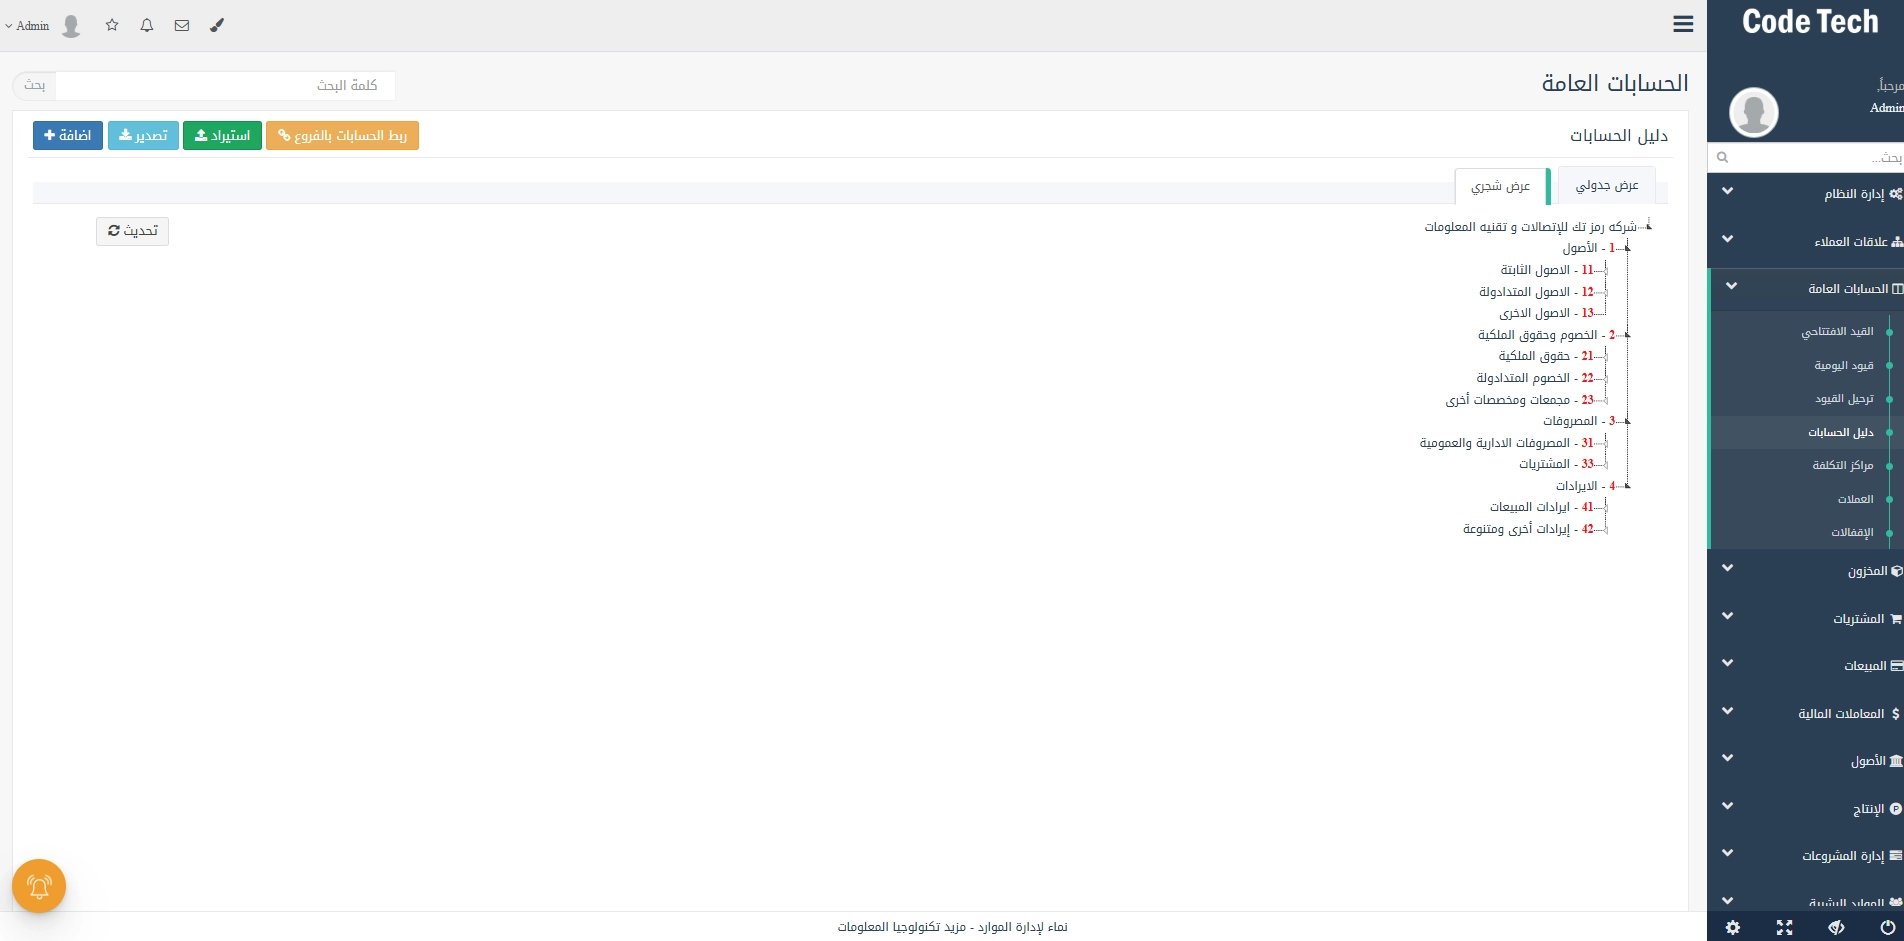 Code Tech
مرحباً,
Admin
بحث...
إدارة النظام
علاقات العملاء
الحسابات العامة
القيد الافتتاحي
قيود اليومية
ترحيل القيود
دليل الحسابات
مراكز التكلفة
العملات
الإقفالات
المخزون
المشتريات
المبيعات
المعاملات المالية
الأصول
الإنتاج
إدارة المشروعات
الموارد البشرية
Admin
الحسابات العامة
كلمة البحث
بحث
دليل الحسابات
ربط الحسابات بالفروع
استيراد
تصدير
اضافة
عرض جدولي
عرض شجري
تحديث
شركه رمز تك للإتصالات و تقنيه المعلومات
1 - الأصول
11 - الاصول الثابتة
12 - الاصول المتدادولة
13 - الاصول الاخرى
2 - الخصوم وحقوق الملكية
21 - حقوق الملكية
22 - الخصوم المتدادولة
23 - مجمعات ومخصصات أخرى
3 - المصروفات
31 - المصروفات الادارية والعمومية
33 - المشتريات
4 - الايرادات
41 - ايرادات المبيعات
42 - إيرادات أخرى ومتنوعة
نماء لإدارة الموارد - مزيد تكنولوجيا المعلومات